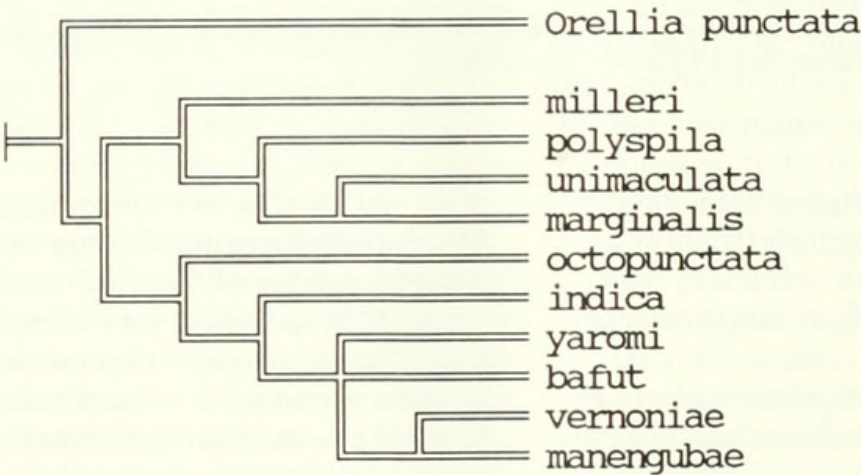 Orellia punctata
milleri
polyspila
unimaculata
marginalis
octopunctata
indica
yaromi
bafut
vernoniae
manengubae